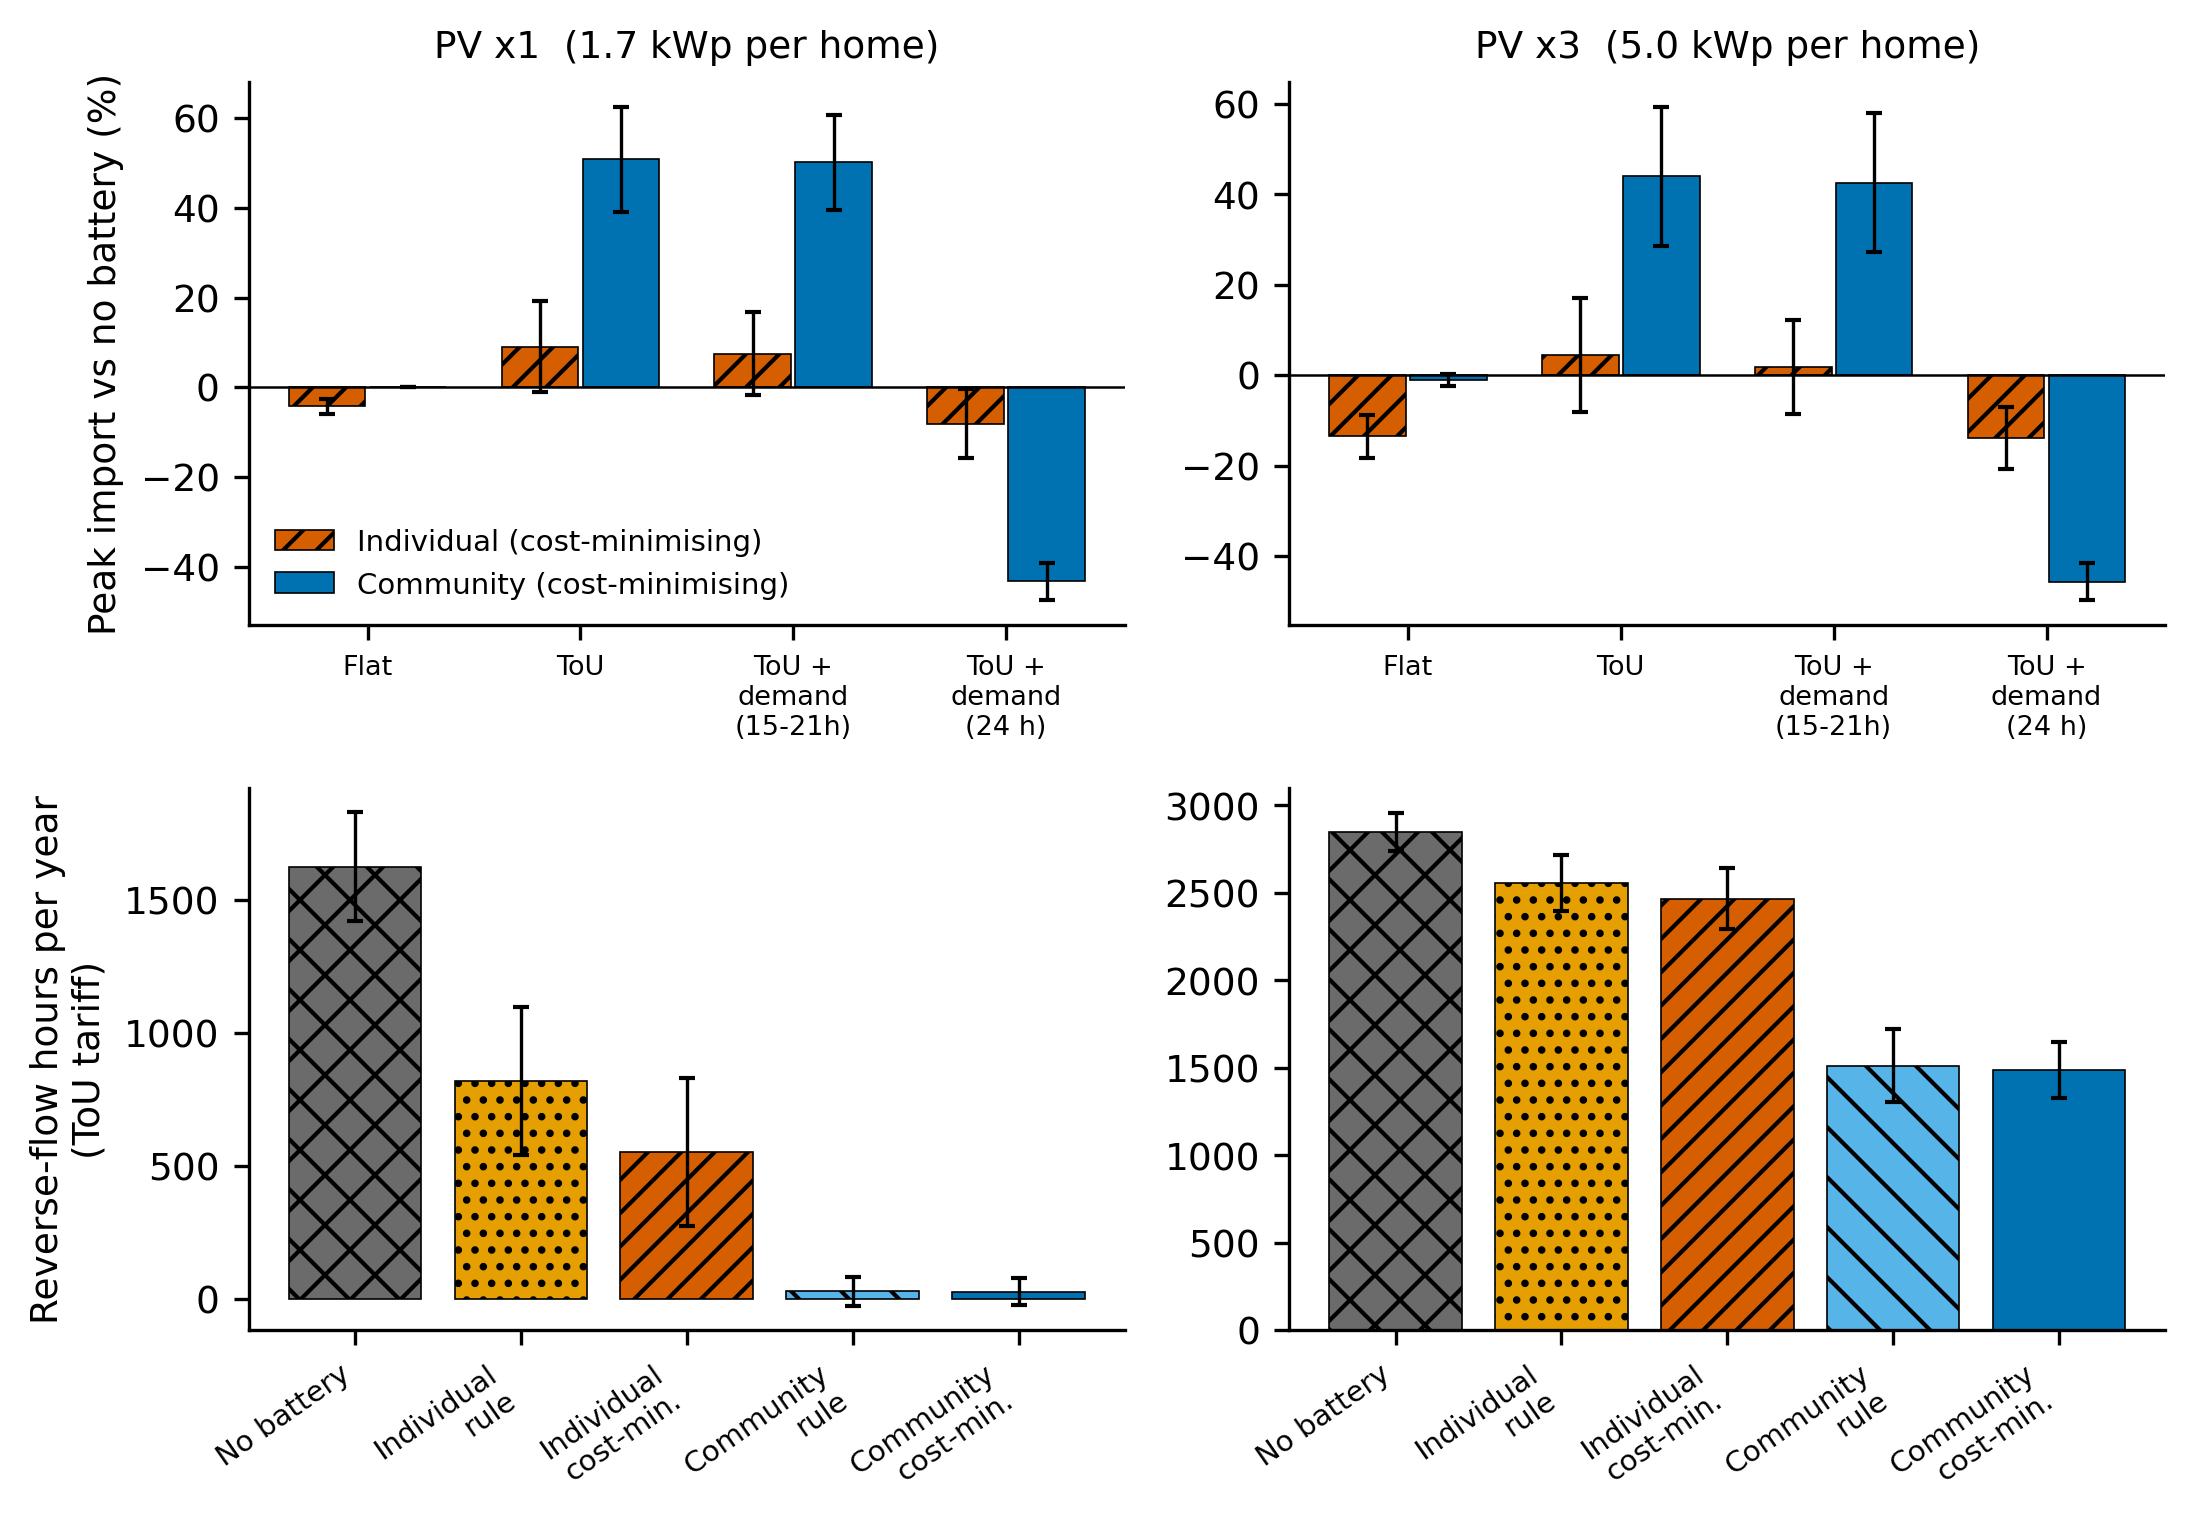 PV x1  (1.7 kWp per home)
Peak import vs no battery (%)
60
40
20
0
−20
−40
Individual (cost-minimising)
Community (cost-minimising)
Flat
ToU
ToU +
demand
(15-21h)
ToU +
demand
(24 h)
PV x3  (5.0 kWp per home)
60
40
20
0
−20
−40
Flat
ToU
ToU +
demand
(15-21h)
ToU +
demand
(24 h)
Reverse-flow hours per year
(ToU tariff)
1500
1000
500
0
No battery
Individual
rule
Individual
cost-min.
Community
rule
Community
cost-min.
3000
2500
2000
1500
1000
500
0
No battery
Individual
rule
Individual
cost-min.
Community
rule
Community
cost-min.